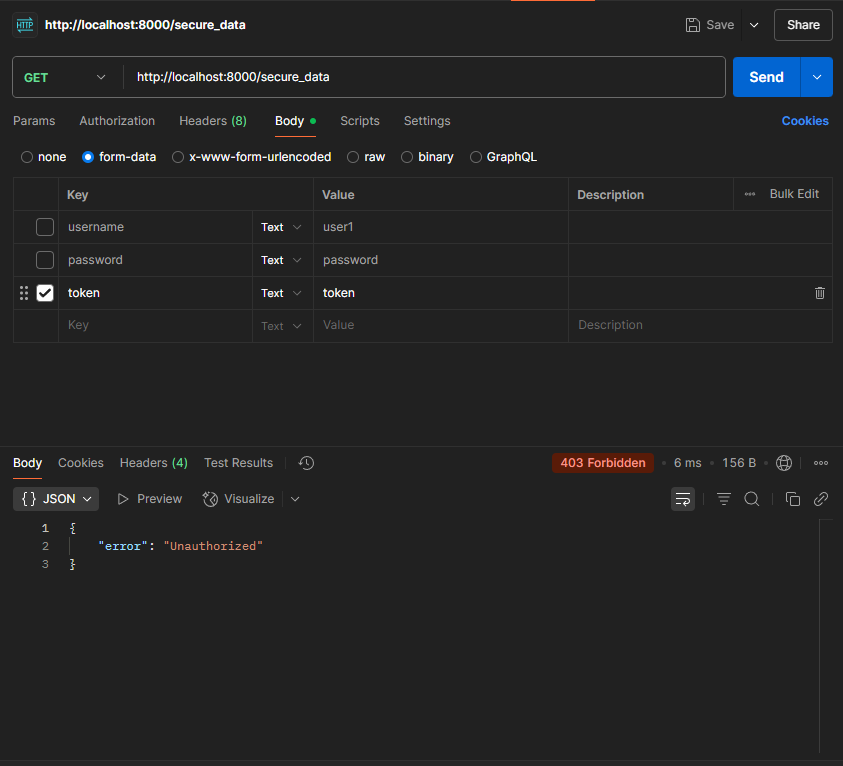 HTTP http://localhost:8000/secure_data Save Share
GET http://localhost:8000/secure_data Send
Params Authorization Headers (8) Body Scripts Settings Cookies
none form-data x-www-form-urlencoded raw binary GraphQL
Key Value Description Bulk Edit
username Text user1
password Text password
token Text token
Key Text Value Description
Body Cookies Headers (4) Test Results 403 Forbidden 6 ms 156 B
{} JSON Preview Visualize
1 {
2 "error": "Unauthorized"
3 }